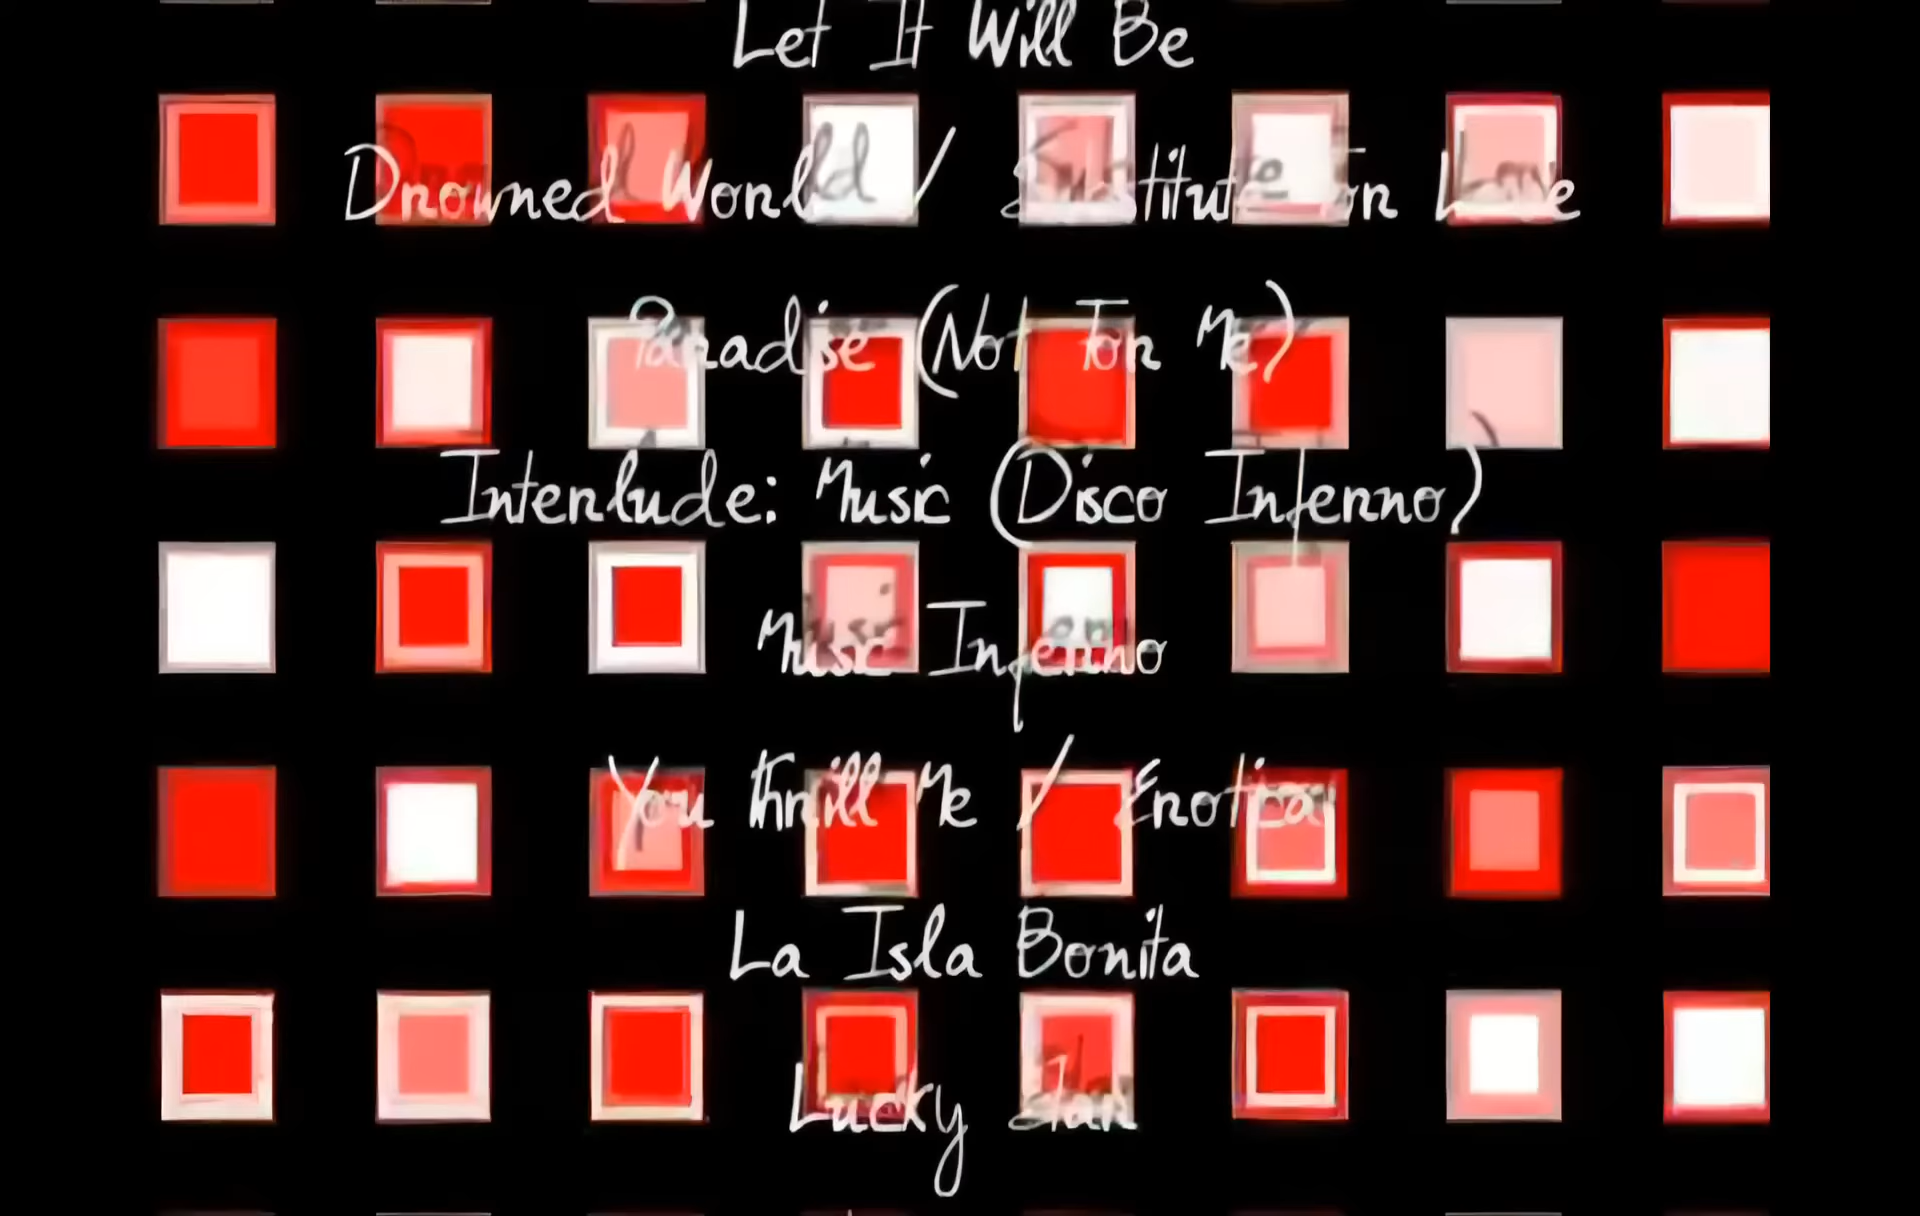 Let It Will Be
Drowned World / Substitute For Love
Paradise (Not For Me)
Interlude: Music (Disco Inferno)
Music Inferno
You Thrill Me / Erotica
La Isla Bonita
Lucky Star